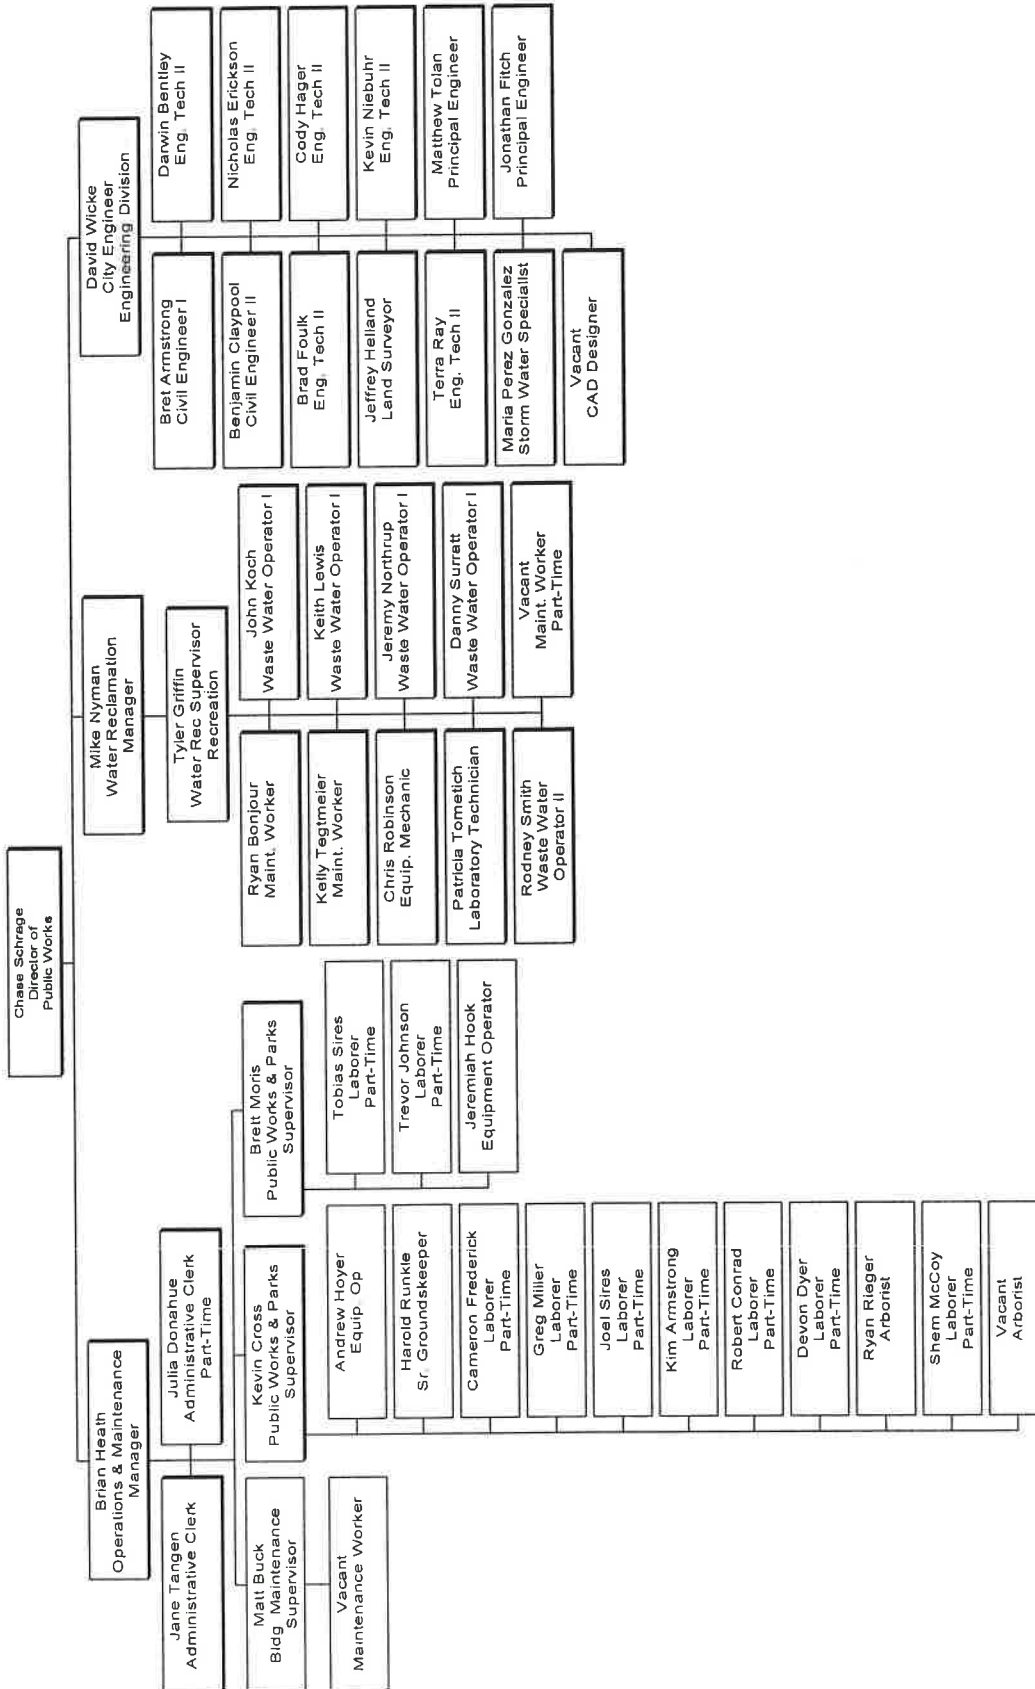 Chase Schrage
Director of
Public Works
Brian Heath
Operations & Maintenance
Manager
Jane Tangen
Administrative Clerk
Julia Donahue
Administrative Clerk
Part-Time
Matt Buck
Bldg Maintenance
Supervisor
Vacant
Maintenance Worker
Kevin Cross
Public Works & Parks
Supervisor
Andrew Hoyer
Equip. Op
Harold Runkle
Sr. Groundskeeper
Cameron Frederick
Laborer
Part-Time
Greg Miller
Laborer
Part-Time
Joel Sires
Laborer
Part-Time
Kim Armstrong
Laborer
Part-Time
Robert Conrad
Laborer
Part-Time
Devon Dyer
Laborer
Part-Time
Ryan Rieger
Arborist
Shem McCoy
Laborer
Part-Time
Vacant
Arborist
Brett Moris
Public Works & Parks
Supervisor
Tobias Sires
Laborer
Part-Time
Trevor Johnson
Laborer
Part-Time
Jeremiah Hook
Equipment Operator
Mike Nyman
Water Reclamation
Manager
Tyler Griffin
Water Rec Supervisor
Recreation
Ryan Bonjour
Maint. Worker
John Koch
Waste Water Operator I
Kelly Tegtmeier
Maint. Worker
Keith Lewis
Waste Water Operator I
Chris Robinson
Equip. Mechanic
Jeremy Northrup
Waste Water Operator I
Patricia Tometich
Laboratory Technician
Danny Surratt
Waste Water Operator I
Rodney Smith
Waste Water
Operator II
Vacant
Maint. Worker
Part-Time
David Wicke
City Engineer
Engineering Division
Bret Armstrong
Civil Engineer I
Darwin Bentley
Eng. Tech II
Benjamin Claypool
Civil Engineer II
Nicholas Erickson
Eng. Tech II
Brad Foulk
Eng. Tech II
Cody Hager
Eng. Tech II
Jeffrey Helland
Land Surveyor
Kevin Niebuhr
Eng. Tech II
Terra Ray
Eng. Tech II
Matthew Tolan
Principal Engineer
Maria Perez Gonzalez
Storm Water Specialist
Jonathan Fitch
Principal Engineer
Vacant
CAD Designer